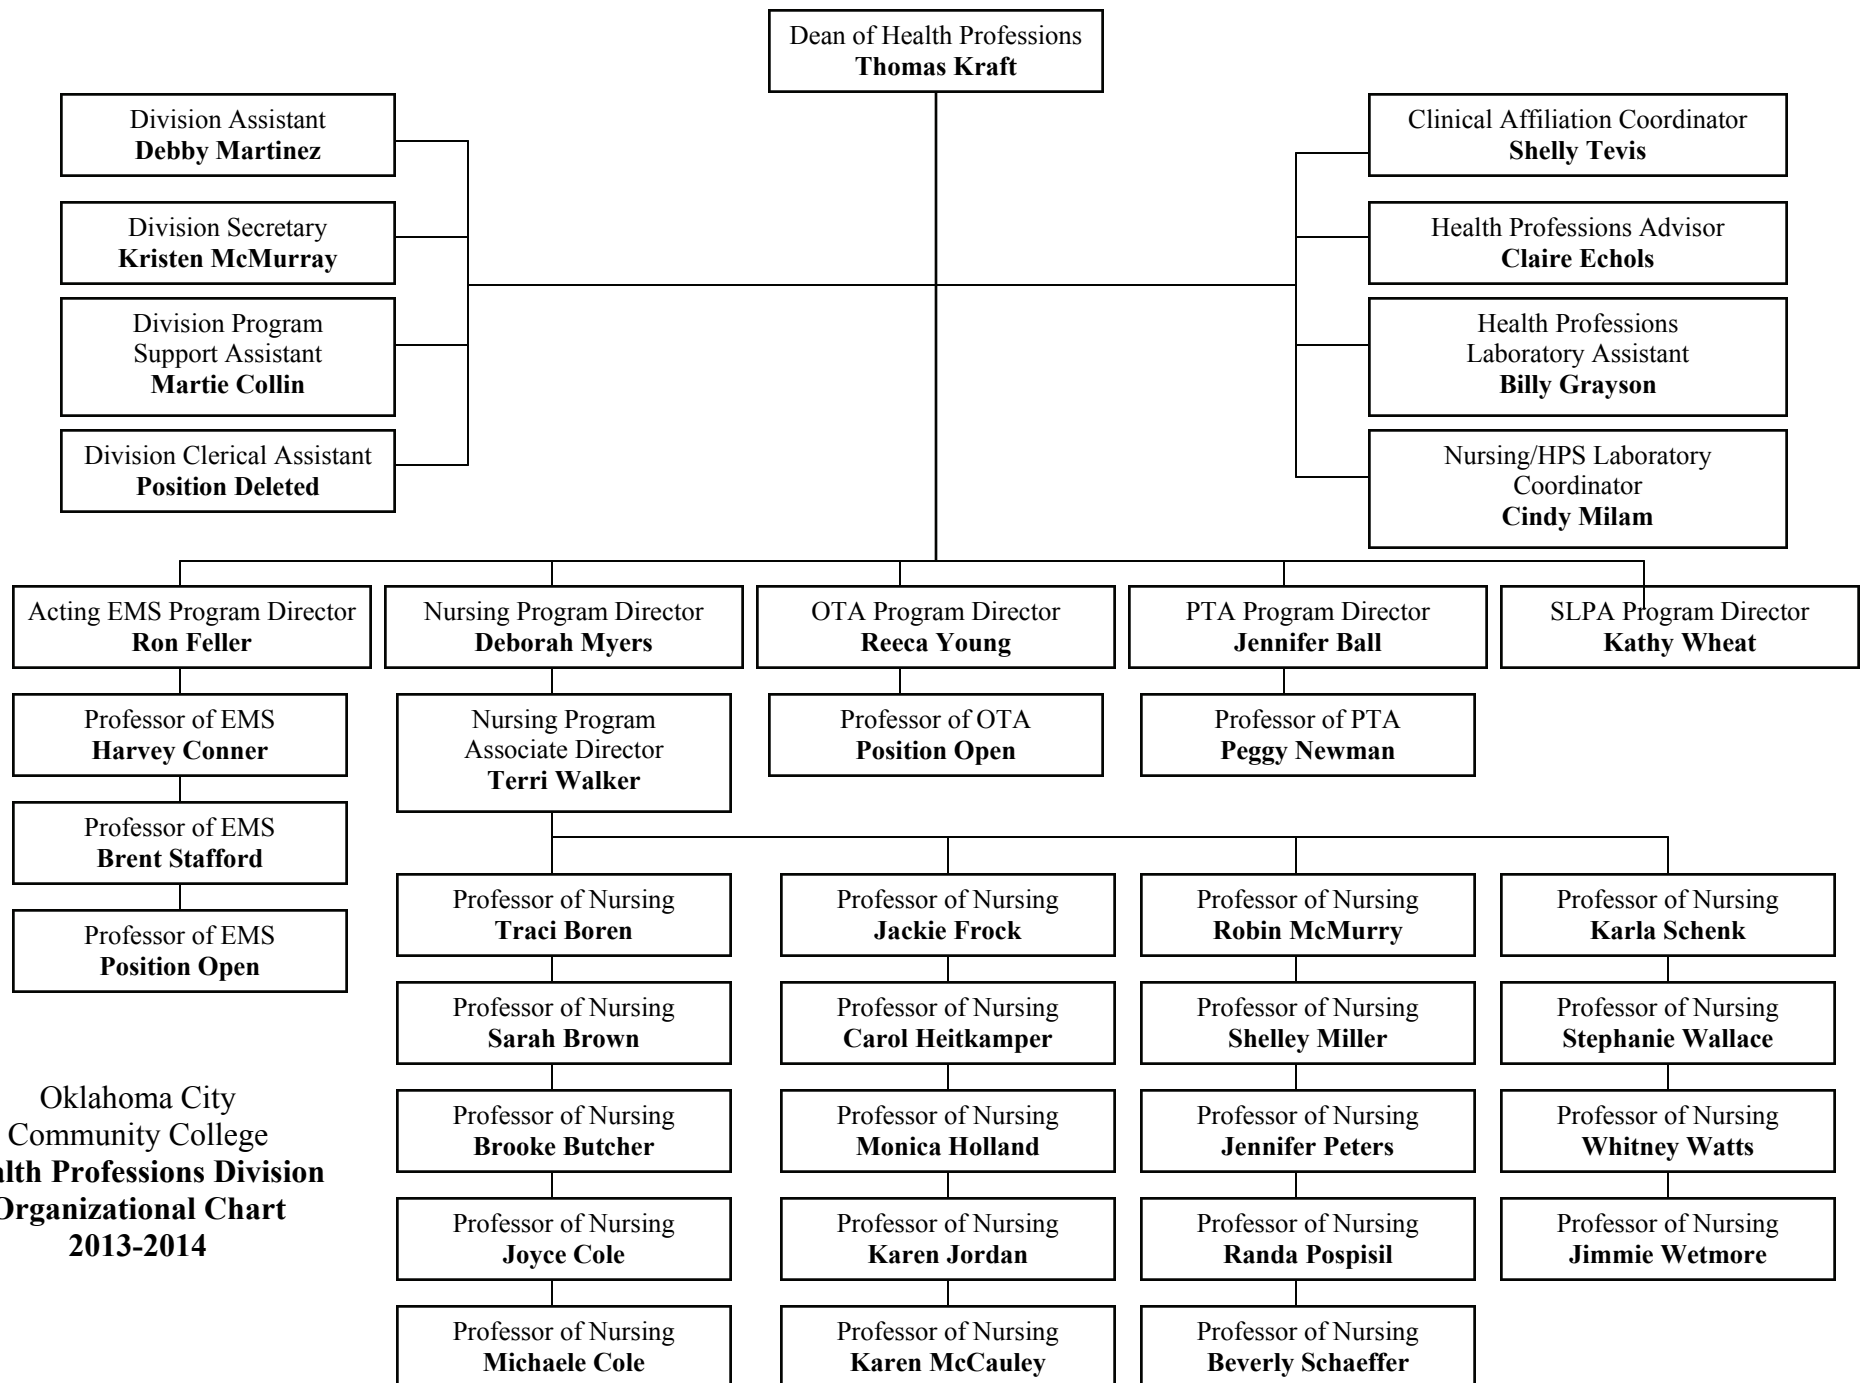 Dean of Health Professions
Thomas Kraft
Division Assistant
Debby Martinez
Clinical Affiliation Coordinator
Shelly Tevis
Division Secretary
Kristen McMurray
Health Professions Advisor
Claire Echols
Division Program
Support Assistant
Martie Collin
Health Professions
Laboratory Assistant
Billy Grayson
Division Clerical Assistant
Position Deleted
Nursing/HPS Laboratory
Coordinator
Cindy Milam
Acting EMS Program Director
Ron Feller
Nursing Program Director
Deborah Myers
OTA Program Director
Reeca Young
PTA Program Director
Jennifer Ball
SLPA Program Director
Kathy Wheat
Professor of EMS
Harvey Conner
Nursing Program
Associate Director
Terri Walker
Professor of OTA
Position Open
Professor of PTA
Peggy Newman
Professor of EMS
Brent Stafford
Professor of EMS
Position Open
Professor of Nursing
Traci Boren
Professor of Nursing
Jackie Frock
Professor of Nursing
Robin McMurry
Professor of Nursing
Karla Schenk
Professor of Nursing
Sarah Brown
Professor of Nursing
Carol Heitkamper
Professor of Nursing
Shelley Miller
Professor of Nursing
Stephanie Wallace
Professor of Nursing
Brooke Butcher
Professor of Nursing
Monica Holland
Professor of Nursing
Jennifer Peters
Professor of Nursing
Whitney Watts
Professor of Nursing
Joyce Cole
Professor of Nursing
Karen Jordan
Professor of Nursing
Randa Pospisil
Professor of Nursing
Jimmie Wetmore
Professor of Nursing
Michaele Cole
Professor of Nursing
Karen McCauley
Professor of Nursing
Beverly Schaeffer
Oklahoma City
Community College
alth Professions Division
Organizational Chart
2013-2014